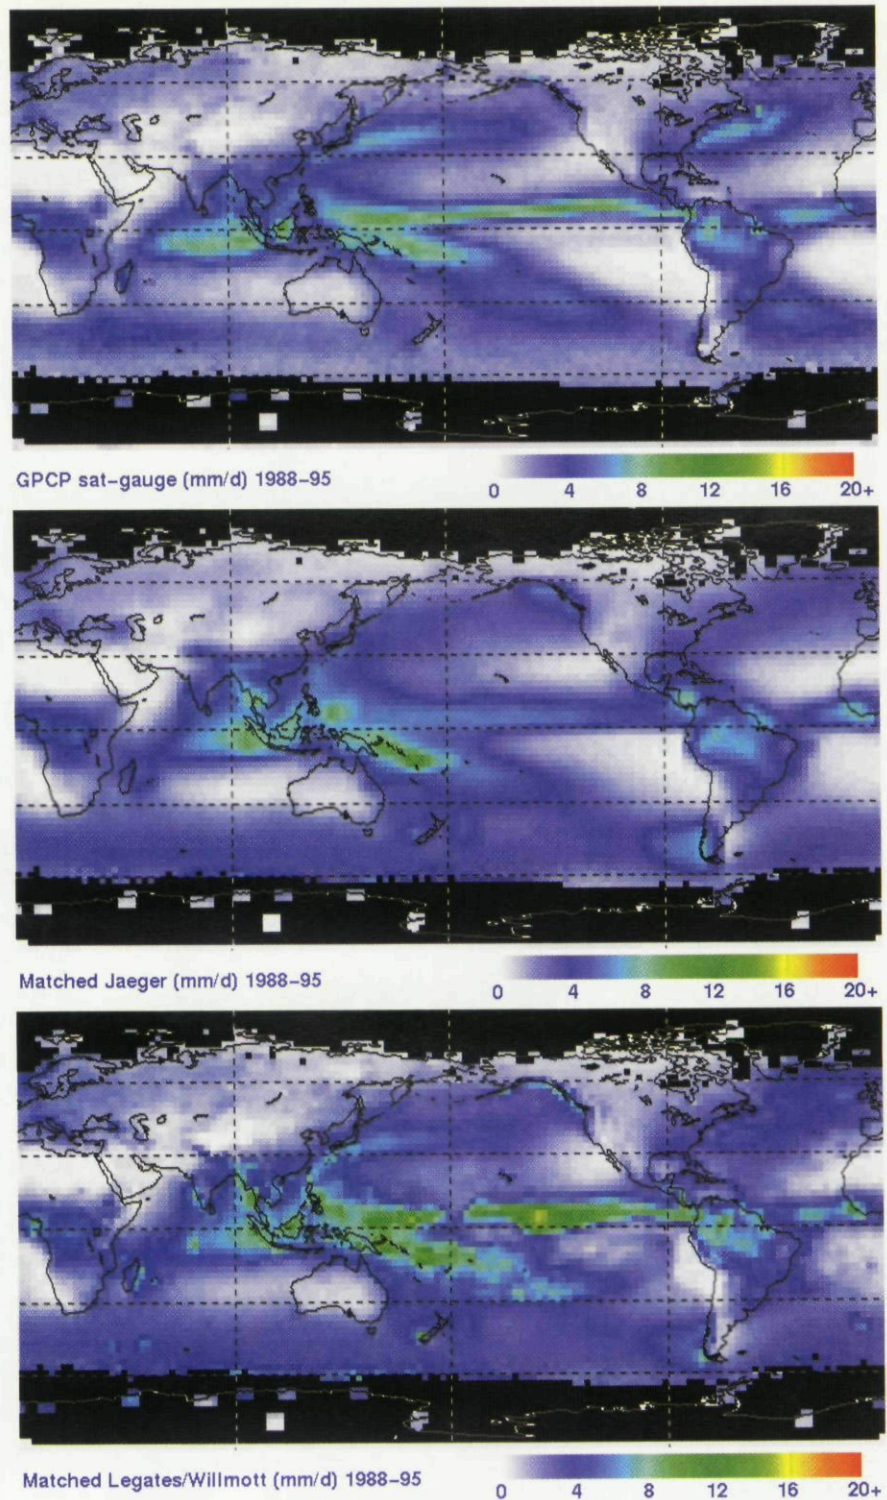 GPCP sat-gauge (mm/d) 1988-95
0 4 8 12 16 20+
Matched Jaeger (mm/d) 1988-95
0 4 8 12 16 20+
Matched Legates/Willmott (mm/d) 1988-95
0 4 8 12 16 20+